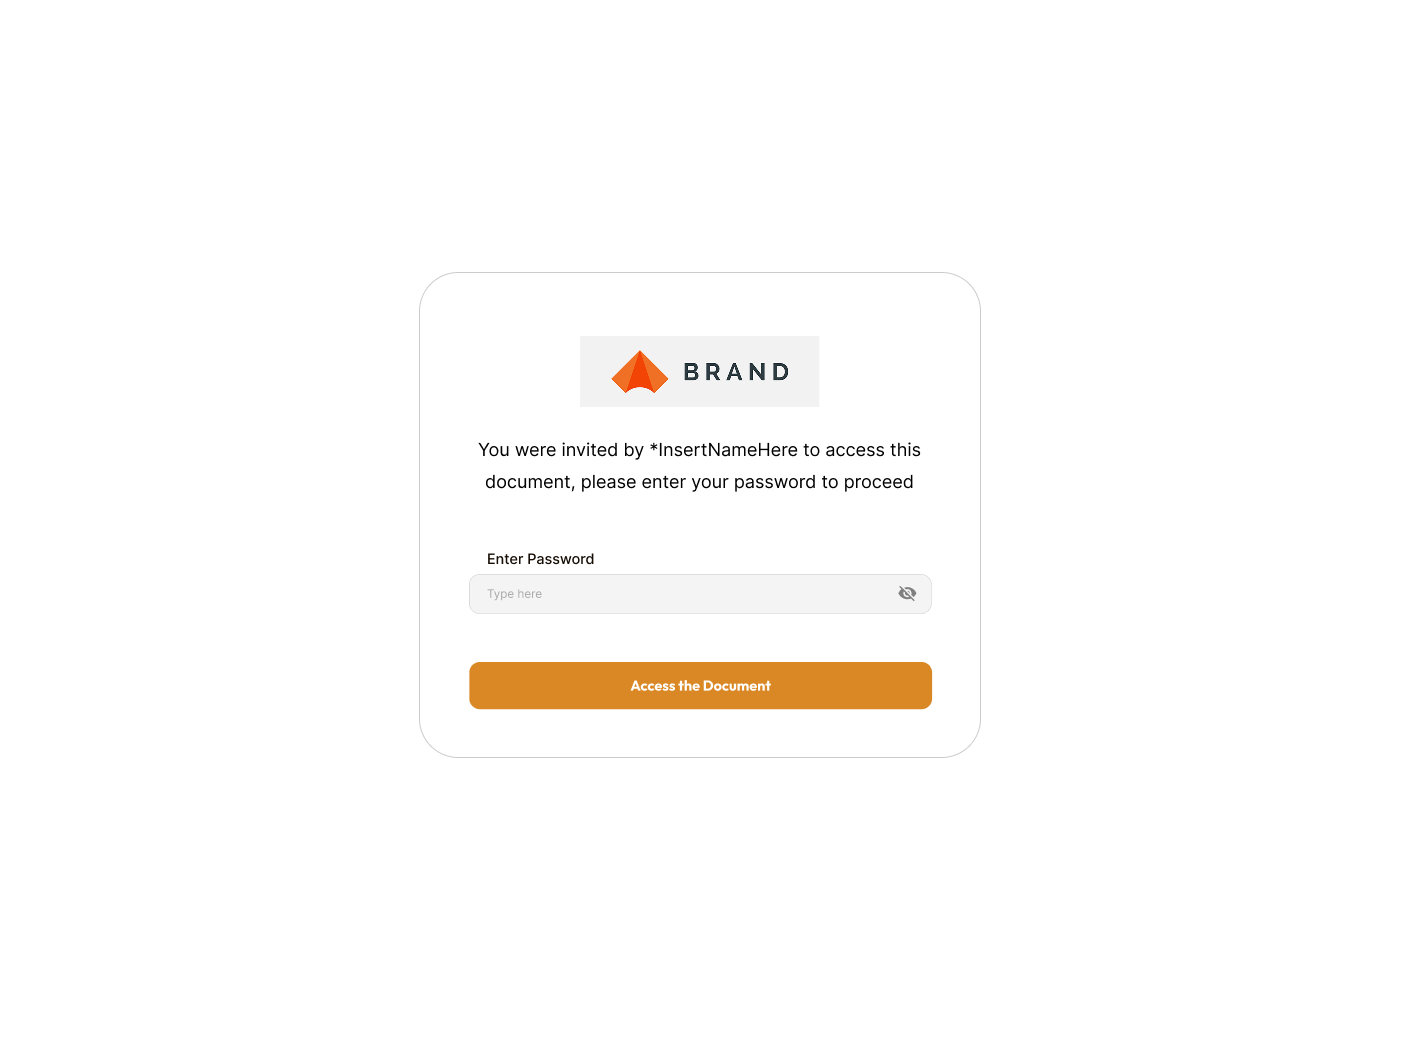 BRAND
You were invited by *InsertNameHere to access this
document, please enter your password to proceed
Enter Password
Type here
Access the Document